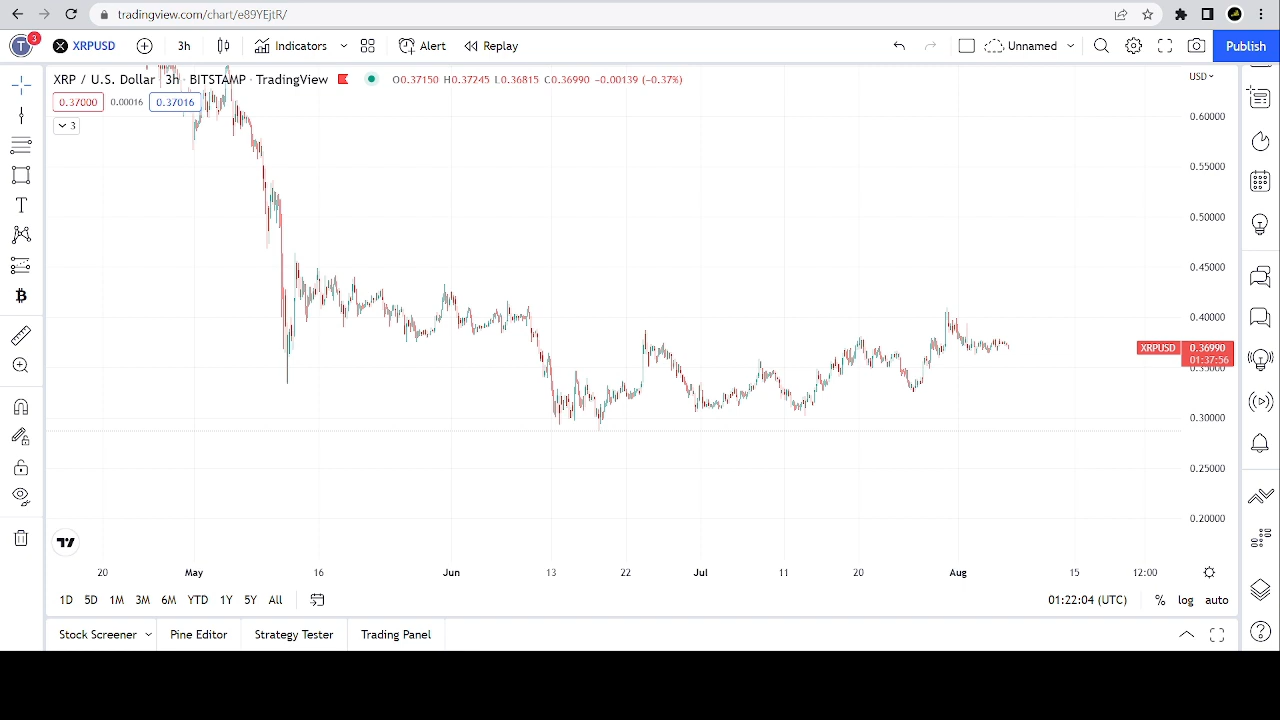 tradingview.com/chart/e89YEjtR/
T 3 XRPUSD 3h Indicators Alert Replay Unnamed Publish
XRP / U.S. Dollar · 3h · BITSTAMP · TradingView O0.37150 H0.37245 L0.36815 C0.36990 −0.00139 (−0.37%) USD
0.37000 0.00016 0.37016
3
0.60000
0.55000
0.50000
0.45000
0.40000
XRPUSD 0.36990
01:37:56
0.35000
0.30000
0.25000
0.20000
20 May 16 Jun 13 22 Jul 11 20 Aug 15 12:00
1D 5D 1M 3M 6M YTD 1Y 5Y All 01:22:04 (UTC) % log auto
Stock Screener Pine Editor Strategy Tester Trading Panel